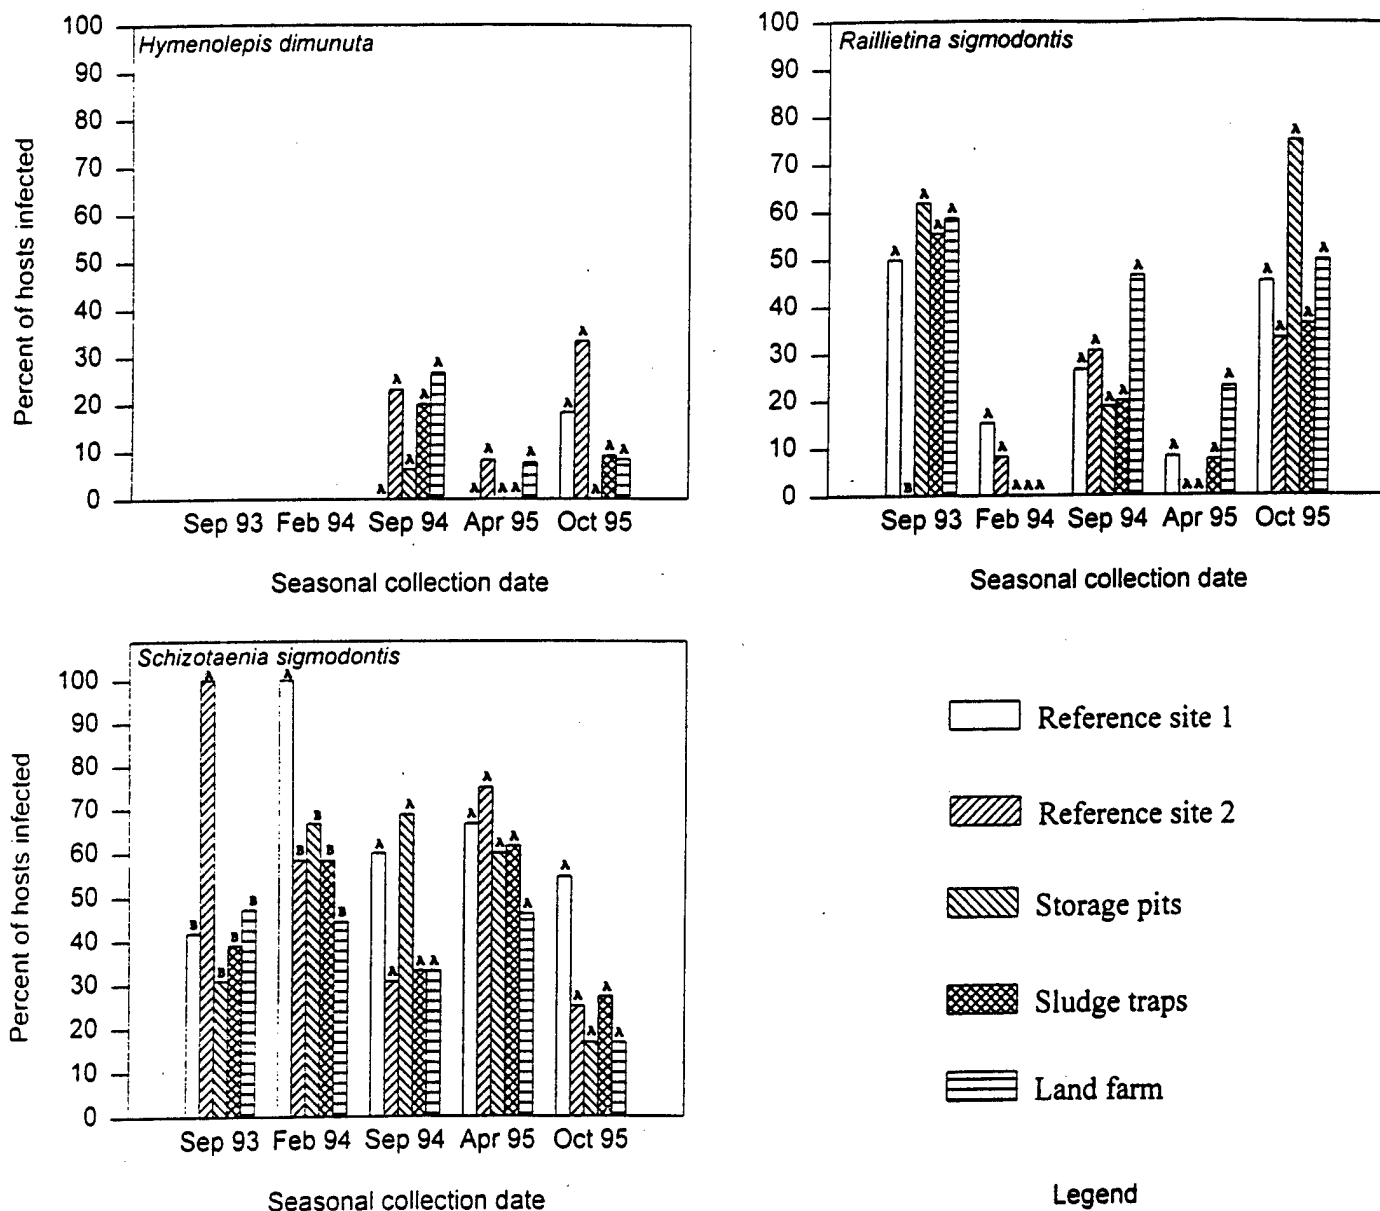 Hymenolepis dimunuta
Percent of hosts infected
100
90
80
70
60
50
40
30
20
10
0
A A A A A
A A A A A
A A A A A
Sep 93 Feb 94 Sep 94 Apr 95 Oct 95
Seasonal collection date
Raillietina sigmodontis
100
90
80
70
60
50
40
30
20
10
0
A B A A A
A A A A A
A A A A A
A A A A A
A A A A A
Sep 93 Feb 94 Sep 94 Apr 95 Oct 95
Seasonal collection date
Schizotaenia sigmodontis
Percent of hosts infected
100
90
80
70
60
50
40
30
20
10
0
B A B B B
A B B B B
A A A A A
A A A A A
A A A A A
Sep 93 Feb 94 Sep 94 Apr 95 Oct 95
Seasonal collection date
Reference site 1
Reference site 2
Storage pits
Sludge traps
Land farm
Legend